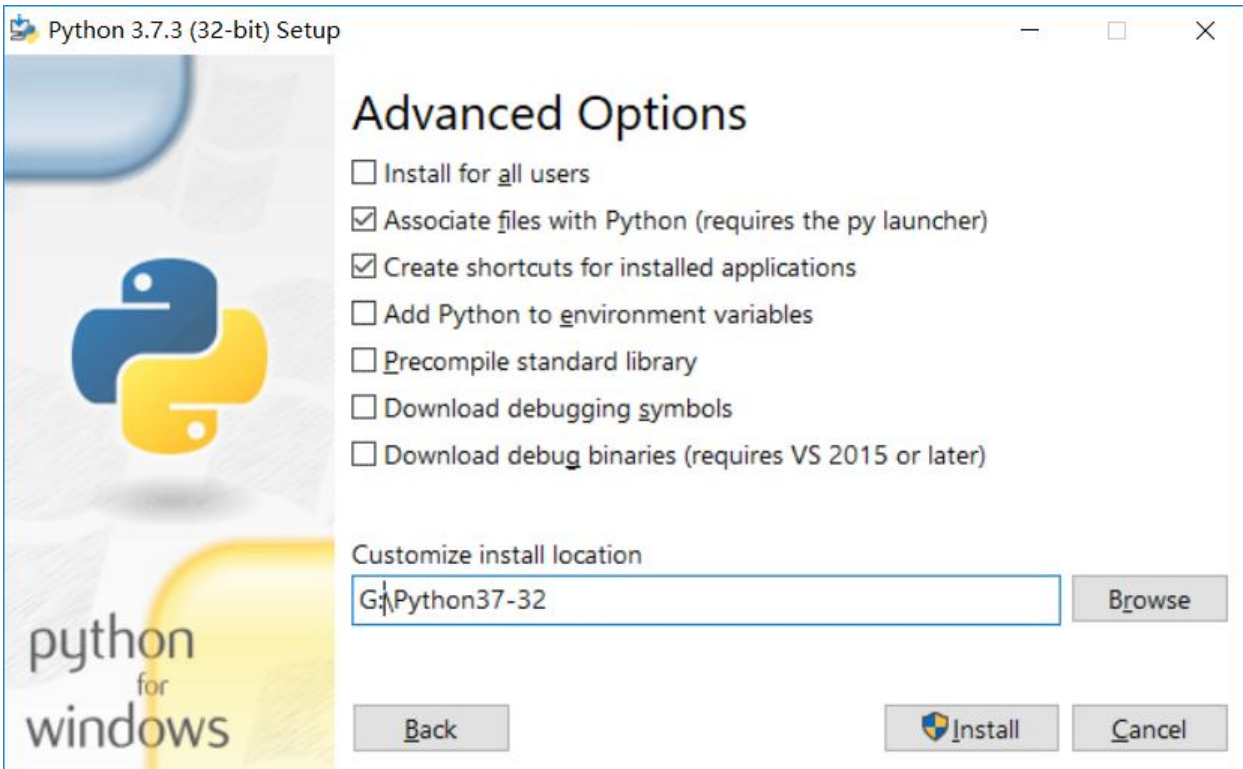 Python 3.7.3 (32-bit) Setup
Advanced Options
Install for all users
Associate files with Python (requires the py launcher)
Create shortcuts for installed applications
Add Python to environment variables
Precompile standard library
Download debugging symbols
Download debug binaries (requires VS 2015 or later)
Customize install location
G:\Python37-32
Browse
python
for
windows
Back
Install
Cancel